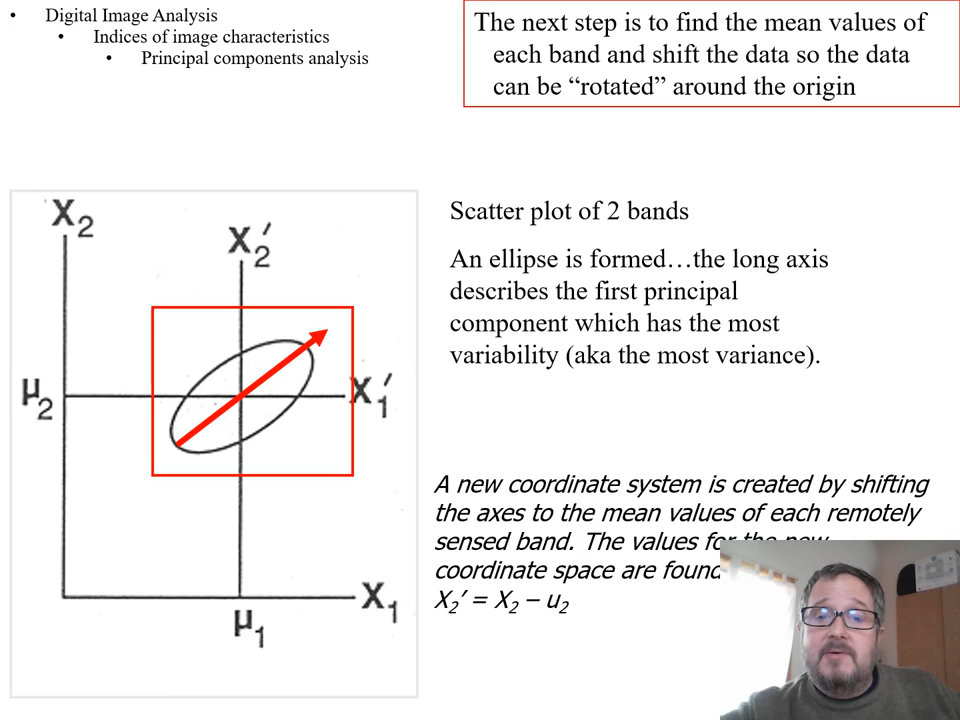 • Digital Image Analysis
• Indices of image characteristics
• Principal components analysis
The next step is to find the mean values of
each band and shift the data so the data
can be “rotated” around the origin
X2
X2′
μ2
X1′
X1
μ1
Scatter plot of 2 bands
An ellipse is formed…the long axis
describes the first principal
component which has the most
variability (aka the most variance).
A new coordinate system is created by shifting
the axes to the mean values of each remotely
sensed band. The values for the new
coordinate space are found
X2′ = X2 – u2